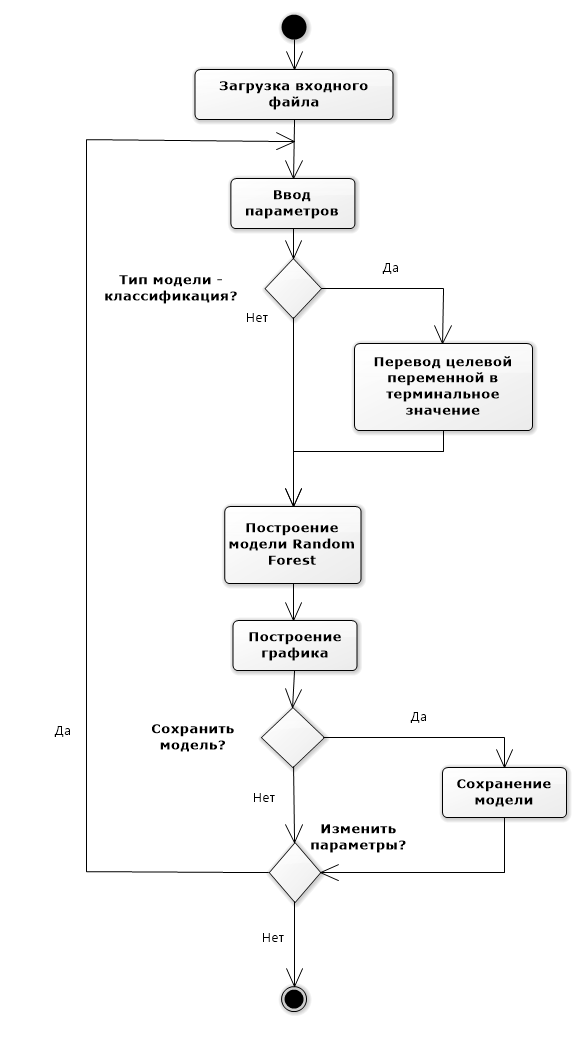 Загрузка входного
файла
Ввод
параметров
Тип модели -
классификация?
Да
Нет
Перевод целевой
переменной в
терминальное
значение
Построение
модели Random
Forest
Построение
графика
Сохранить
модель?
Да
Да
Сохранение
модели
Нет
Изменить
параметры?
Нет